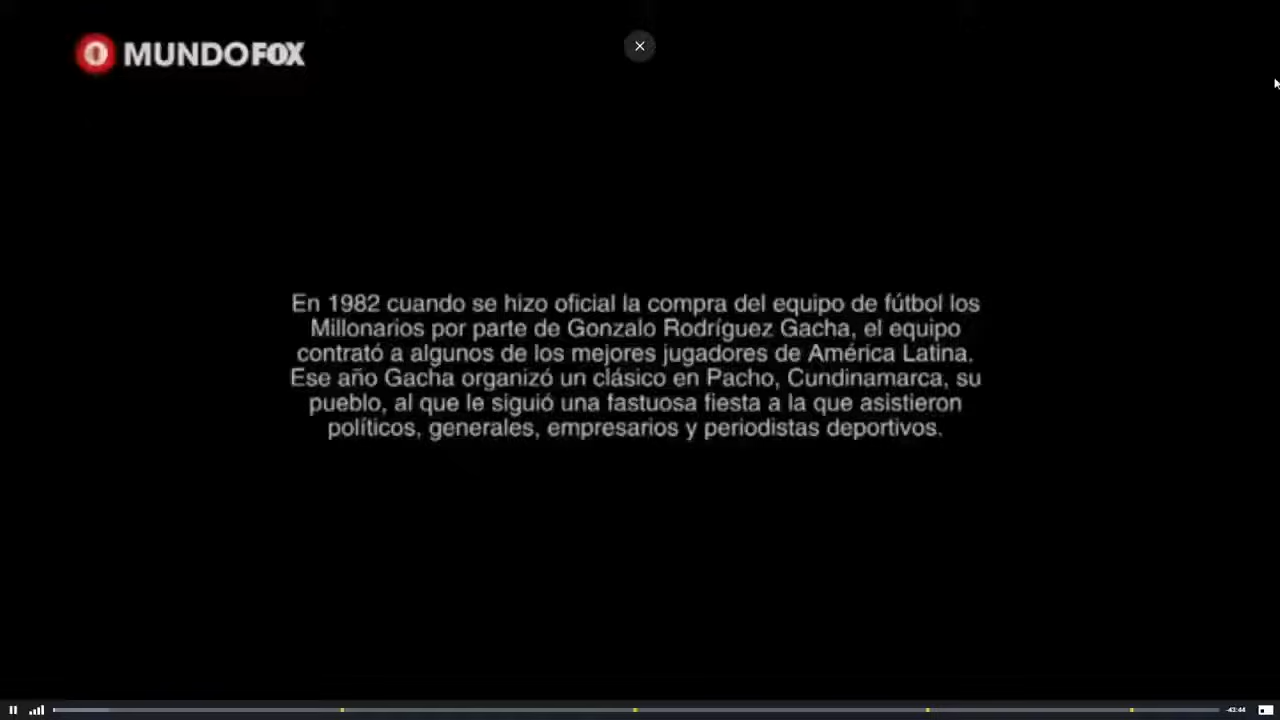 MUNDOFOX
En 1982 cuando se hizo oficial la compra del equipo de fútbol los
Millonarios por parte de Gonzalo Rodríguez Gacha, el equipo
contrató a algunos de los mejores jugadores de América Latina.
Ese año Gacha organizó un clásico en Pacho, Cundinamarca, su
pueblo, al que le siguió una fastuosa fiesta a la que asistieron
políticos, generales, empresarios y periodistas deportivos.
-43:44